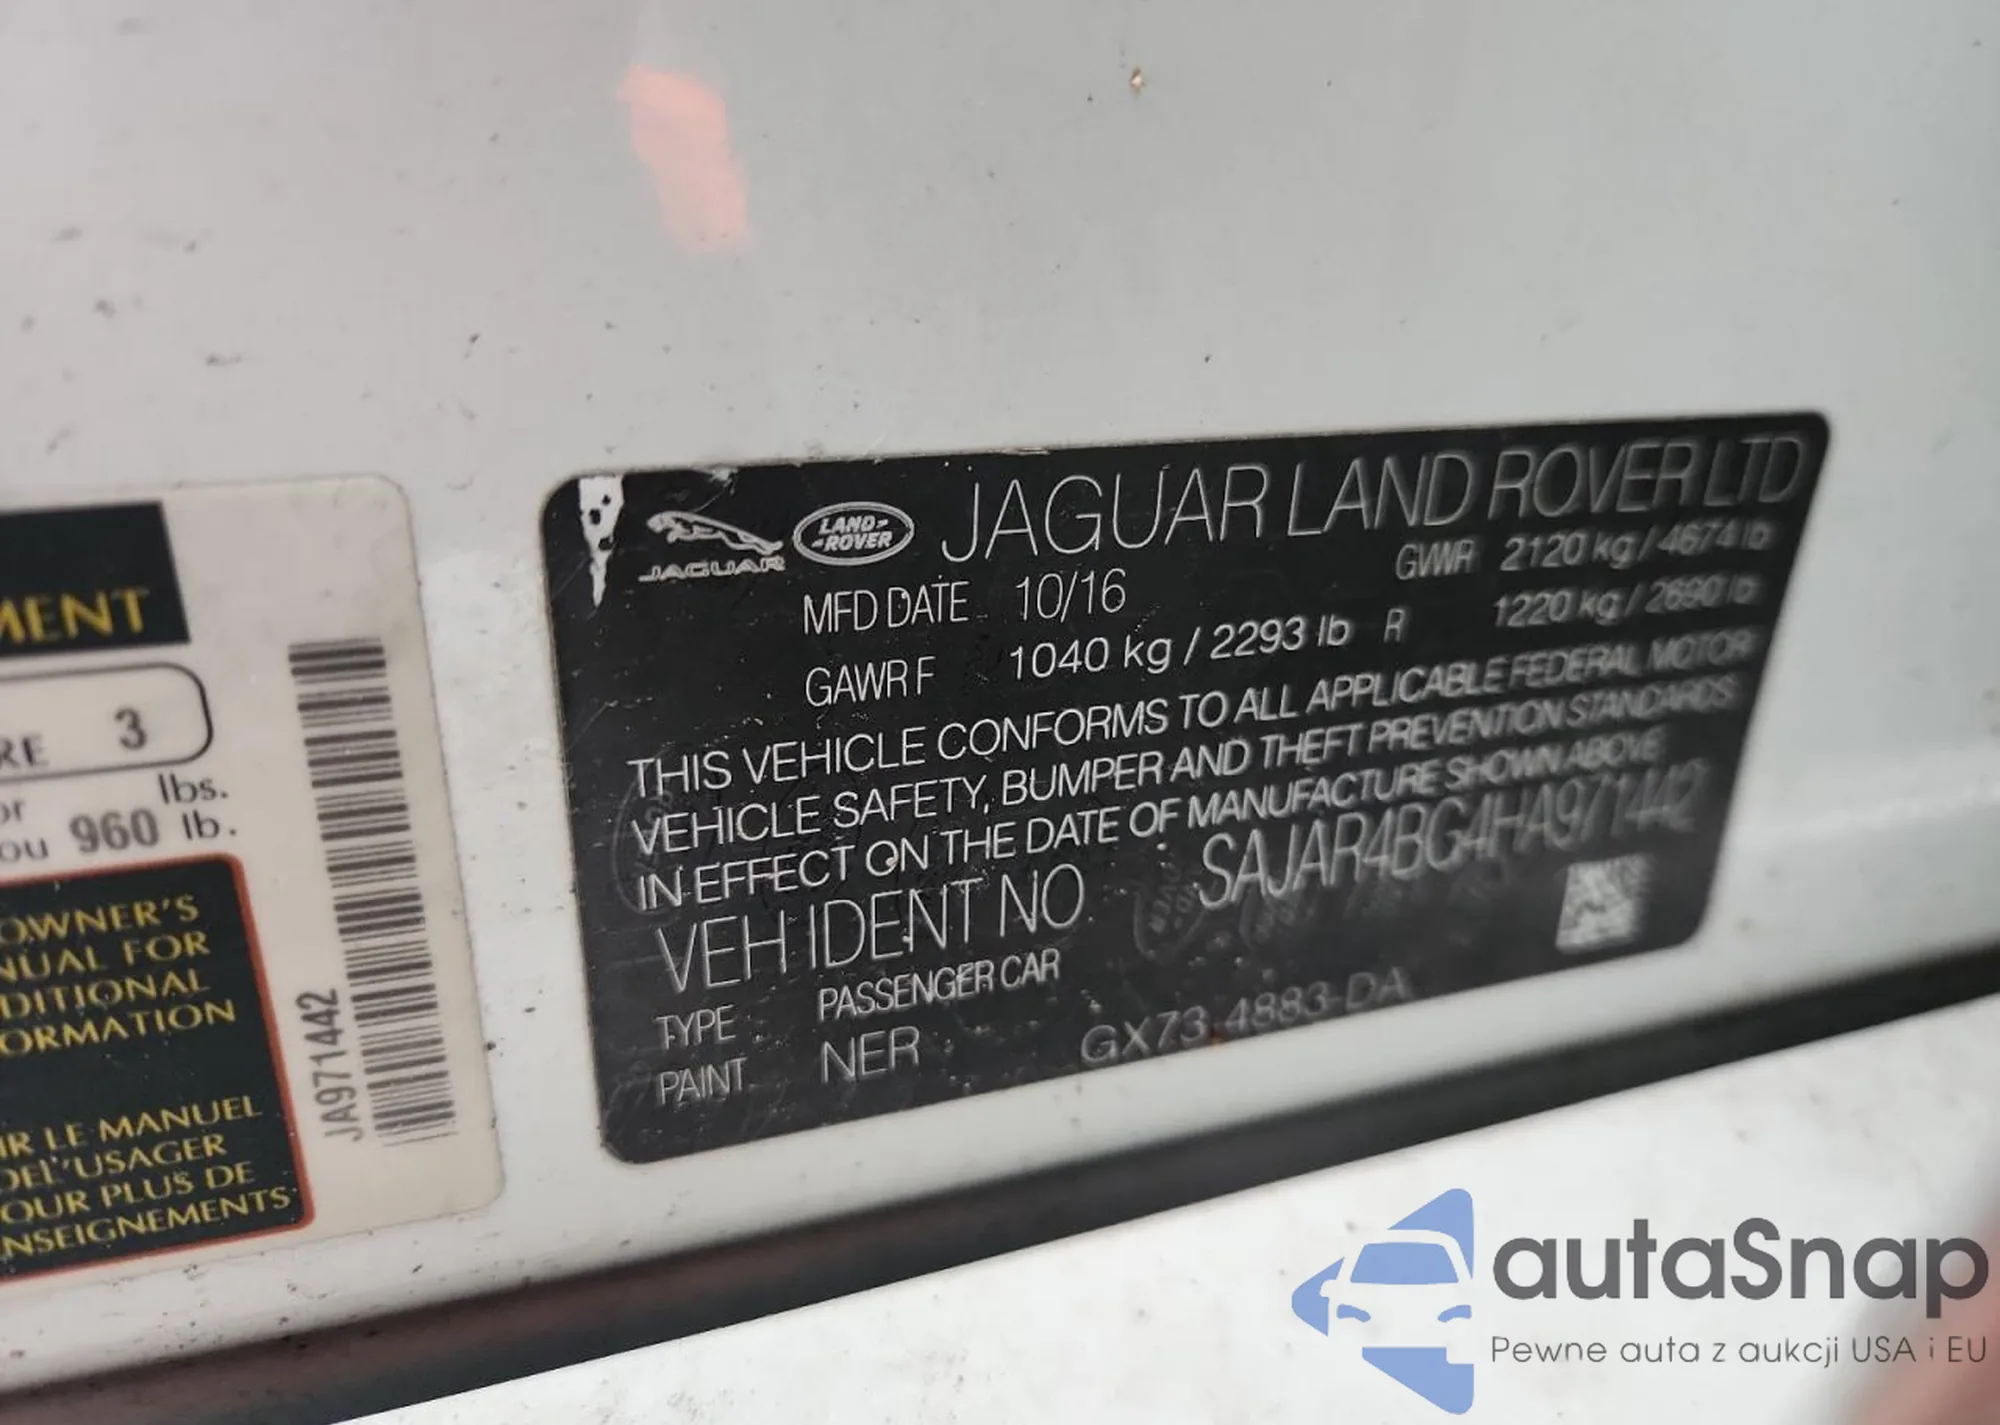 MENT
RE 3
or lbs.
ou 960 lb.
OWNER'S
NUAL FOR
DITIONAL
ORMATION
IR LE MANUEL
DEL'USAGER
OUR PLUS DE
NSEIGNEMENTS
JA971442
JAGUAR
LAND-
-ROVER
JAGUAR LAND ROVER LTD
MFD DATE 10/16 GVWR 2120 kg / 4674 lb
GAWR F 1040 kg / 2293 lb R 1220 kg / 2690 lb
THIS VEHICLE CONFORMS TO ALL APPLICABLE FEDERAL MOTOR
VEHICLE SAFETY, BUMPER AND THEFT PREVENTION STANDARDS
IN EFFECT ON THE DATE OF MANUFACTURE SHOWN ABOVE
VEH IDENT NO SAJAR4BG4HA971442
TYPE PASSENGER CAR
PAINT NER GX73 4883-DA
autaSnap
Pewne auta z aukcji USA i EU